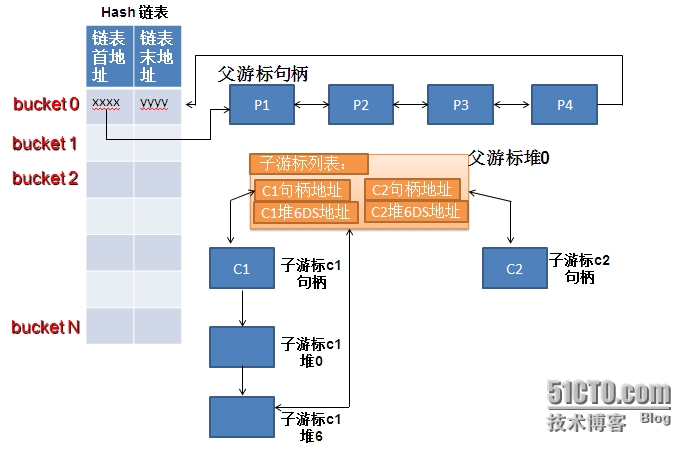 Hash 链表
链表首地址
链表末地址
bucket 0
xxxx
yyyy
父游标句柄
P1
P2
P3
P4
bucket 1
bucket 2
父游标堆0
子游标列表：
C1句柄地址
C2句柄地址
C1堆6DS地址
C2堆6DS地址
C1
子游标c1
句柄
C2
子游标c2
句柄
bucket N
子游标c1
堆0
子游标c1
堆6
51CTO.com
技术博客 Blog